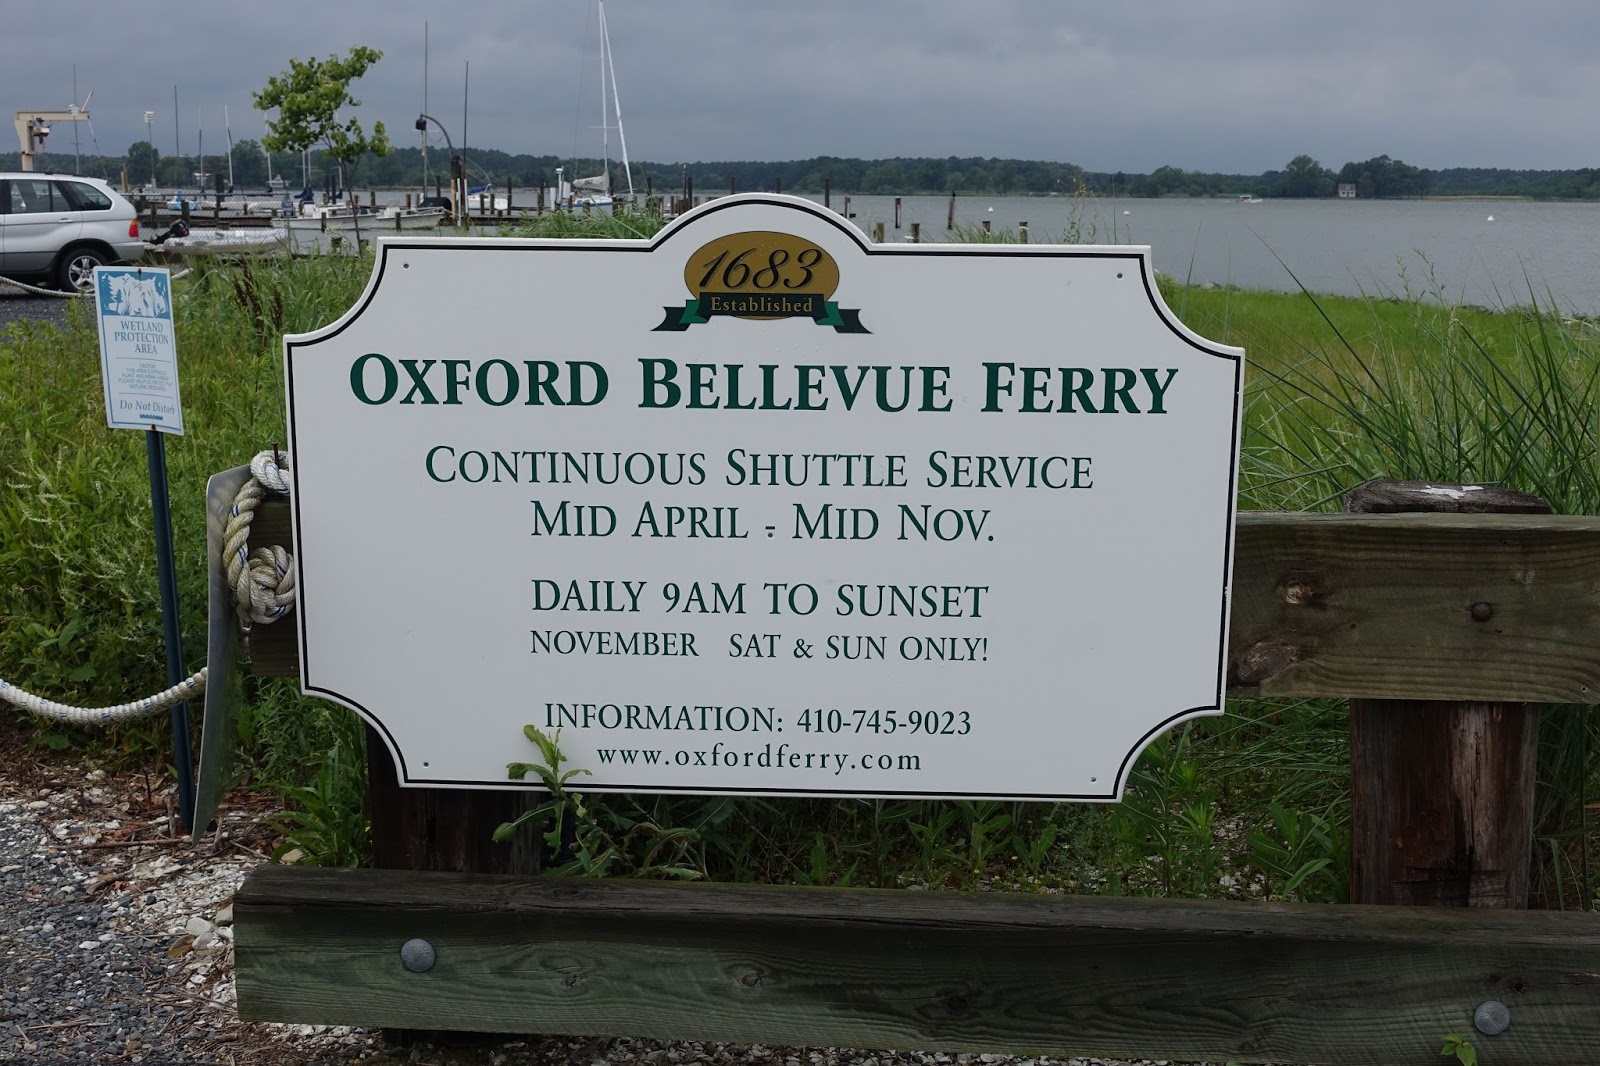 1683
Established
OXFORD BELLEVUE FERRY
CONTINUOUS SHUTTLE SERVICE
MID APRIL - MID NOV.
DAILY 9AM TO SUNSET
NOVEMBER SAT & SUN ONLY!
INFORMATION: 410-745-9023
www.oxfordferry.com
WETLAND
PROTECTION
AREA
CAUTION
Do Not Disturb